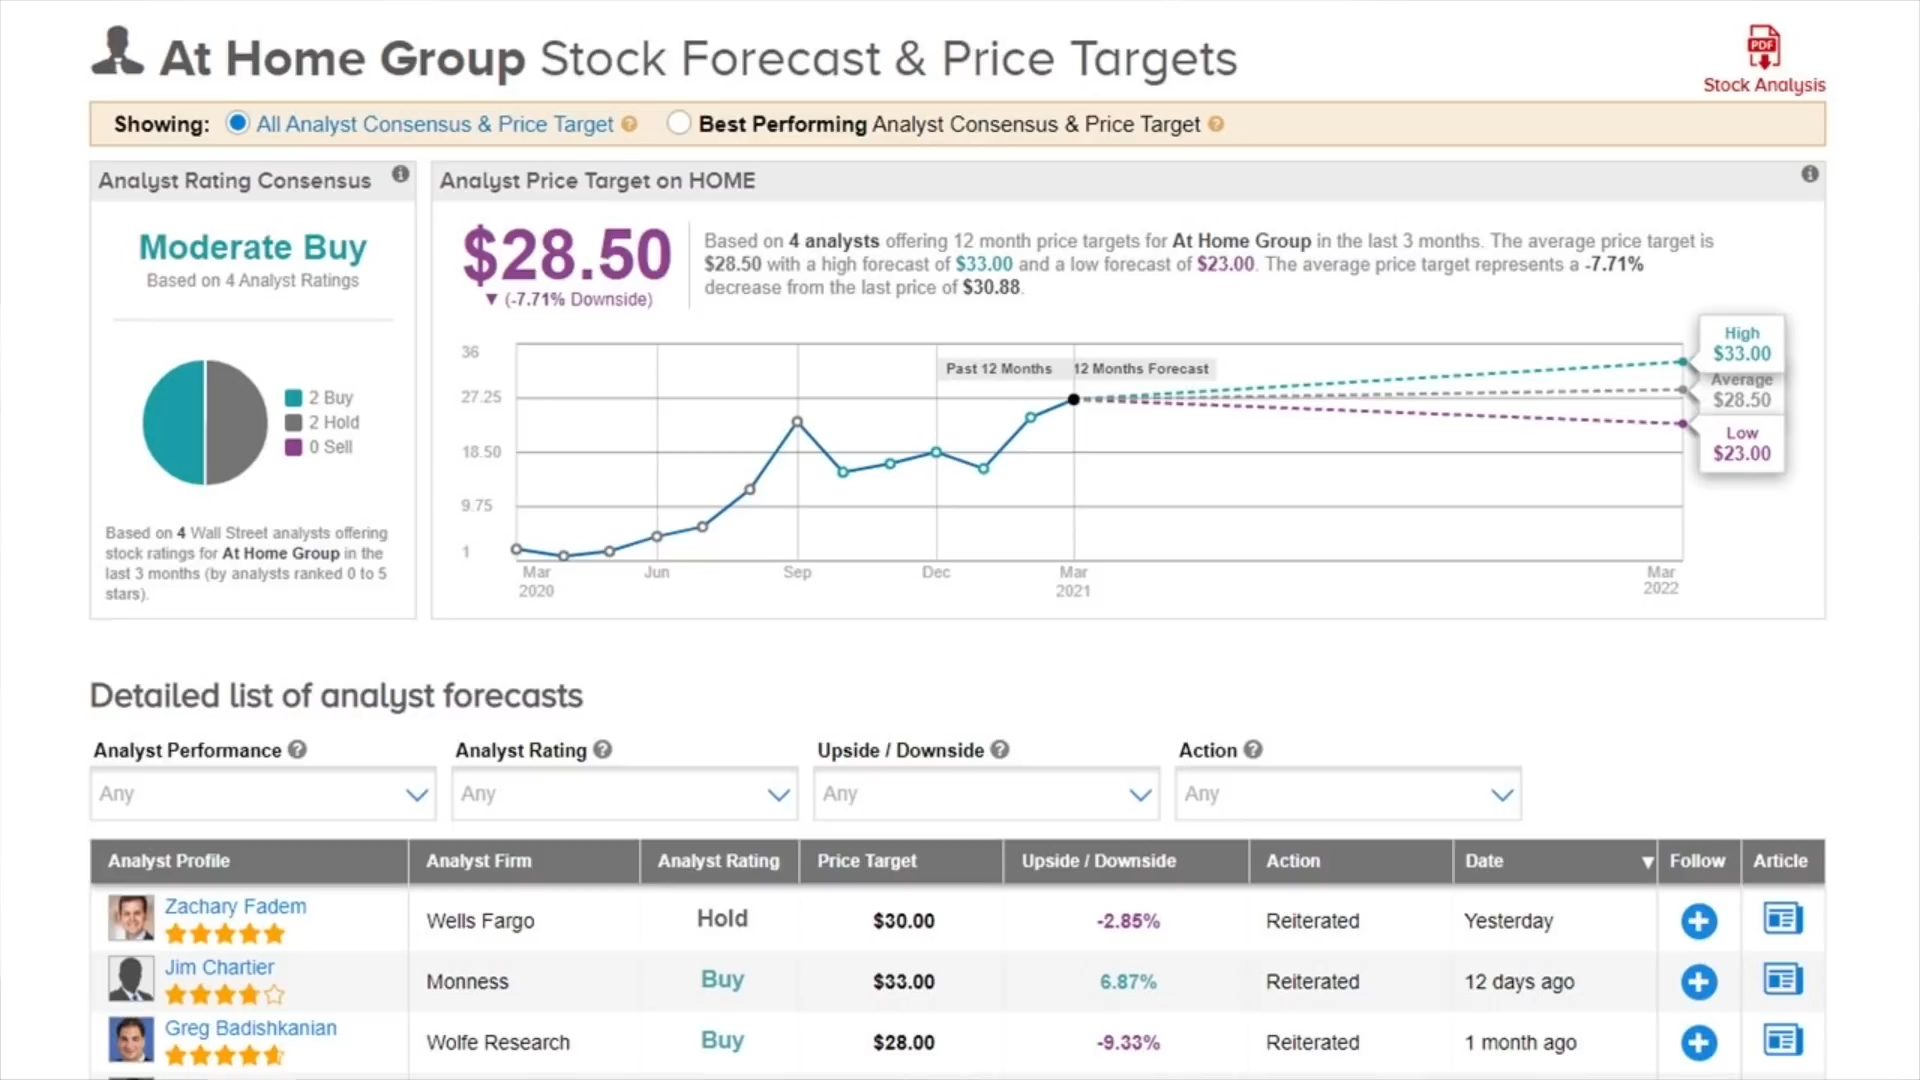 At Home Group Stock Forecast & Price Targets
PDF
Stock Analysis
Showing: All Analyst Consensus & Price Target ? Best Performing Analyst Consensus & Price Target ?
Analyst Rating Consensus i
Moderate Buy
Based on 4 Analyst Ratings
2 Buy
2 Hold
0 Sell
Based on 4 Wall Street analysts offering
stock ratings for At Home Group in the
last 3 months (by analysts ranked 0 to 5
stars).
Analyst Price Target on HOME i
$28.50
▼ (-7.71% Downside)
Based on 4 analysts offering 12 month price targets for At Home Group in the last 3 months. The average price target is
$28.50 with a high forecast of $33.00 and a low forecast of $23.00. The average price target represents a -7.71%
decrease from the last price of $30.88.
36
27.25
18.50
9.75
1
Past 12 Months 12 Months Forecast
High
$33.00
Average
$28.50
Low
$23.00
Mar Jun Sep Dec Mar Mar
2020 2021 2022
Detailed list of analyst forecasts
Analyst Performance ? Analyst Rating ? Upside / Downside ? Action ?
Any Any Any Any
Analyst Profile Analyst Firm Analyst Rating Price Target Upside / Downside Action Date ▼ Follow Article
Zachary Fadem Wells Fargo Hold $30.00 -2.85% Reiterated Yesterday
Jim Chartier Monness Buy $33.00 6.87% Reiterated 12 days ago
Greg Badishkanian Wolfe Research Buy $28.00 -9.33% Reiterated 1 month ago